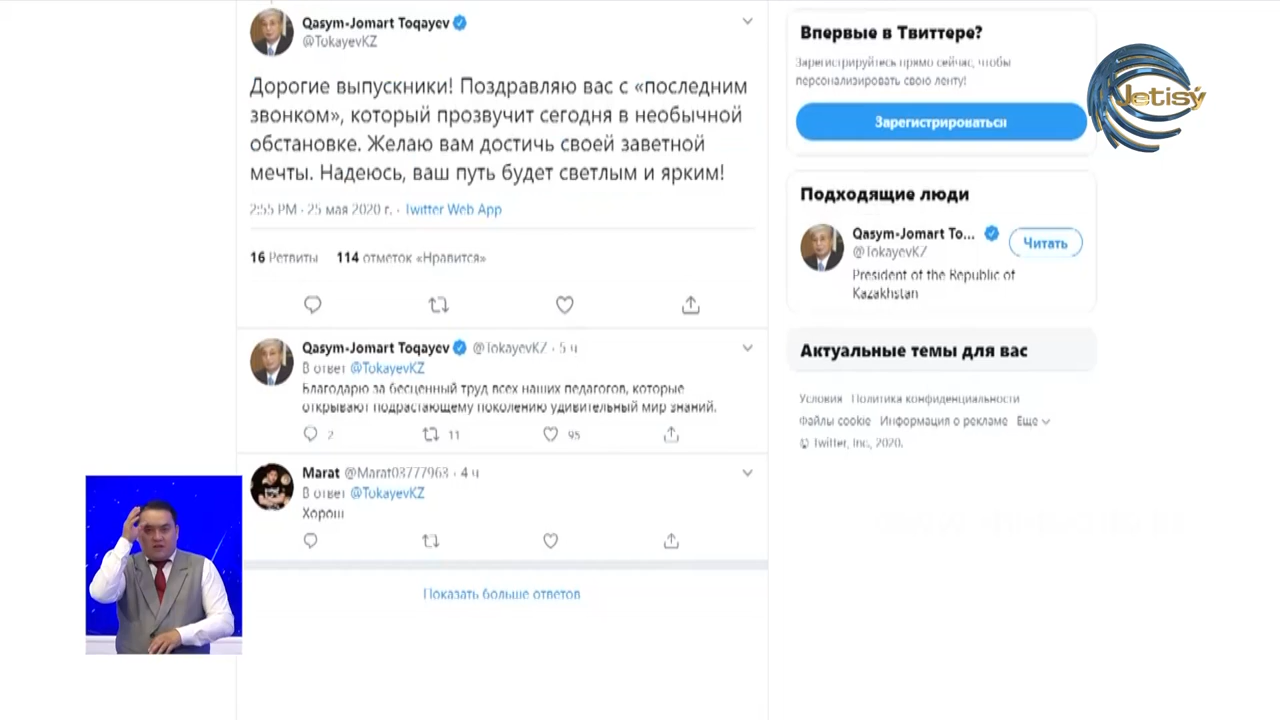 Qasym-Jomart Toqayev
@TokayevKZ
Дорогие выпускники! Поздравляю вас с «последним
звонком», который прозвучит сегодня в необычной
обстановке. Желаю вам достичь своей заветной
мечты. Надеюсь, ваш путь будет светлым и ярким!
2:55 PM · 25 мая 2020 г. · Twitter Web App
16 Ретвиты 114 отметок «Нравится»
Qasym-Jomart Toqayev @TokayevKZ · 5 ч
В ответ @TokayevKZ
Благодарю за бесценный труд всех наших педагогов, которые
открывают подрастающему поколению удивительный мир знаний.
2 11 95
Marat @Marat03777963 · 4 ч
В ответ @TokayevKZ
Хорош
Показать больше ответов
Впервые в Твиттере?
Зарегистрируйтесь прямо сейчас, чтобы
персонализировать свою ленту!
Зарегистрироваться
Jetisý
Подходящие люди
Qasym-Jomart To...
@TokayevKZ
Читать
President of the Republic of
Kazakhstan
Актуальные темы для вас
Условия Политика конфиденциальности
Файлы cookie Информация о рекламе Еще
© Twitter, Inc., 2020.